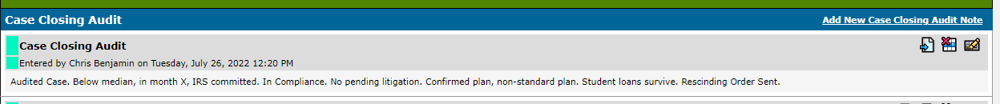 Case Closing Audit
Add New Case Closing Audit Note
Case Closing Audit
Entered by Chris Benjamin on Tuesday, July 26, 2022 12:20 PM
Audited Case. Below median, in month X, IRS committed. In Compliance. No pending litigation. Confirmed plan, non-standard plan. Student loans survive. Rescinding Order Sent.